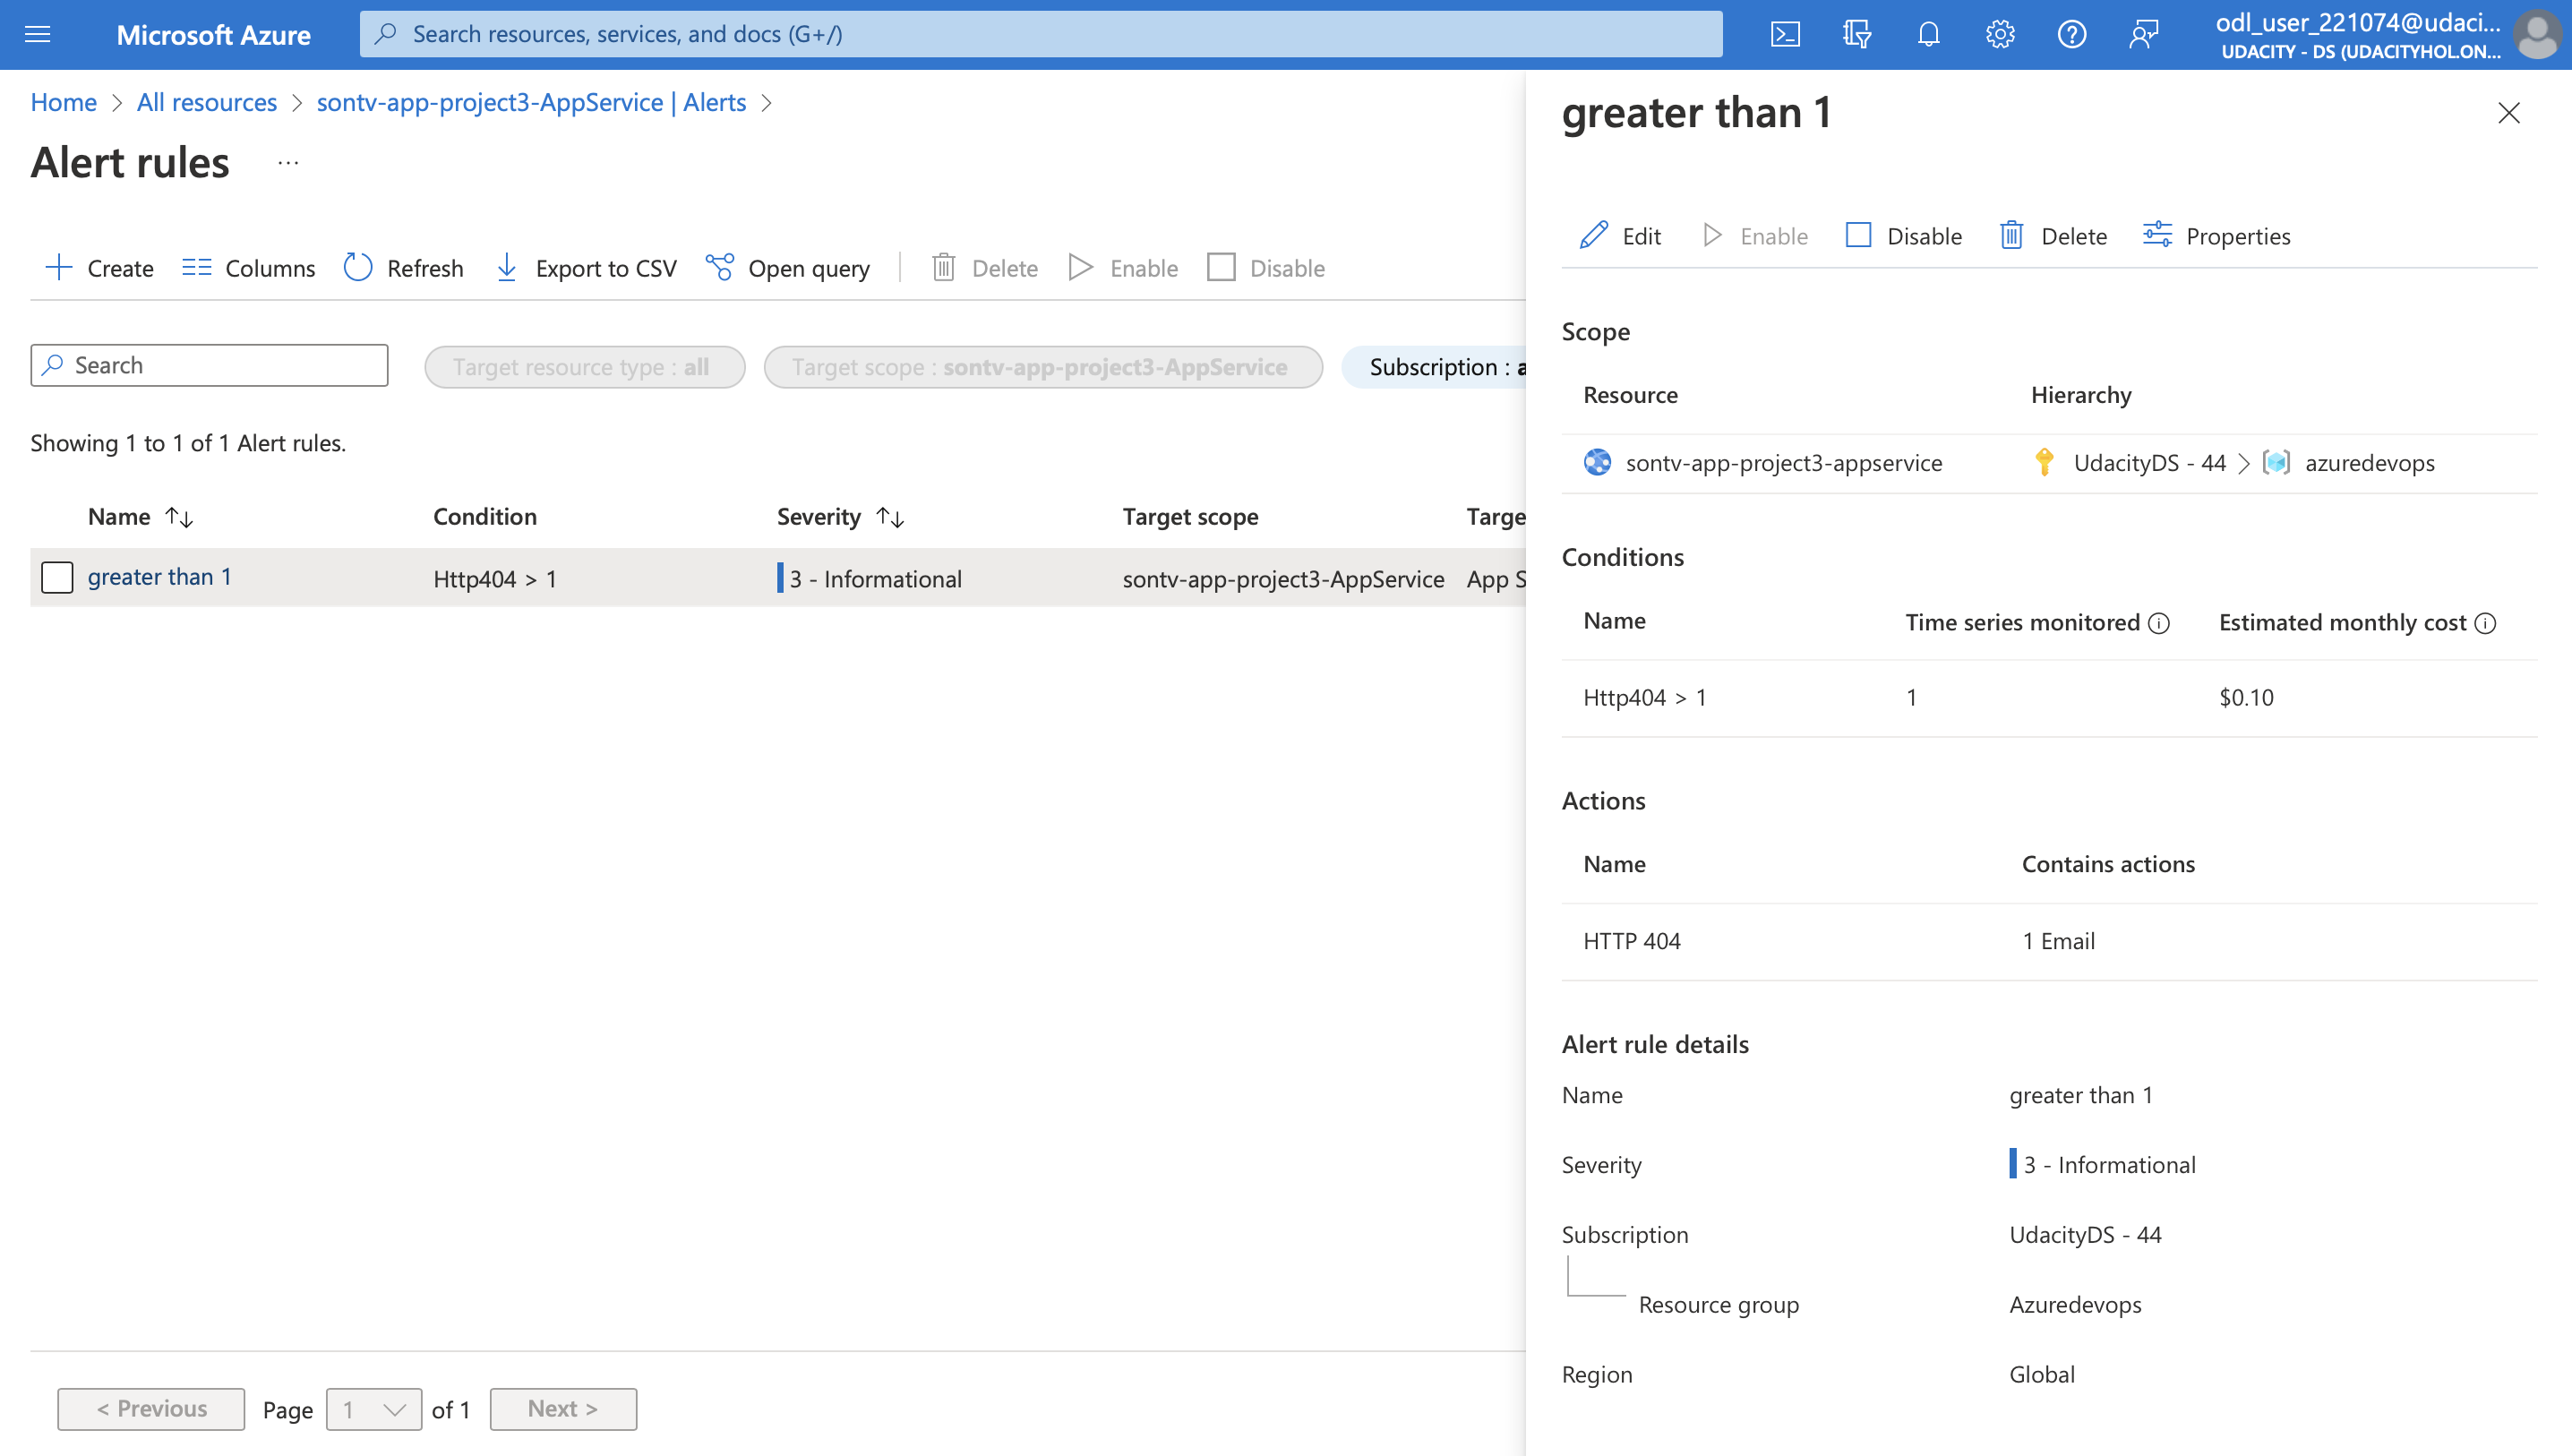 Microsoft Azure
Search resources, services, and docs (G+/)
odl_user_221074@udaci...
UDACITY - DS (UDACITYHOL.ON...
Home > All resources > sontv-app-project3-AppService | Alerts >
Alert rules ...
Create Columns Refresh Export to CSV Open query Delete Enable Disable
Search
Target resource type : all
Target scope : sontv-app-project3-AppService
Subscription : a
Showing 1 to 1 of 1 Alert rules.
Name Condition Severity Target scope Targe
greater than 1 Http404 > 1 3 - Informational sontv-app-project3-AppService App S
< Previous Page 1 of 1 Next >
greater than 1
Edit Enable Disable Delete Properties
Scope
Resource Hierarchy
sontv-app-project3-appservice UdacityDS - 44 > azuredevops
Conditions
Name Time series monitored Estimated monthly cost
Http404 > 1 1 $0.10
Actions
Name Contains actions
HTTP 404 1 Email
Alert rule details
Name greater than 1
Severity 3 - Informational
Subscription UdacityDS - 44
Resource group Azuredevops
Region Global